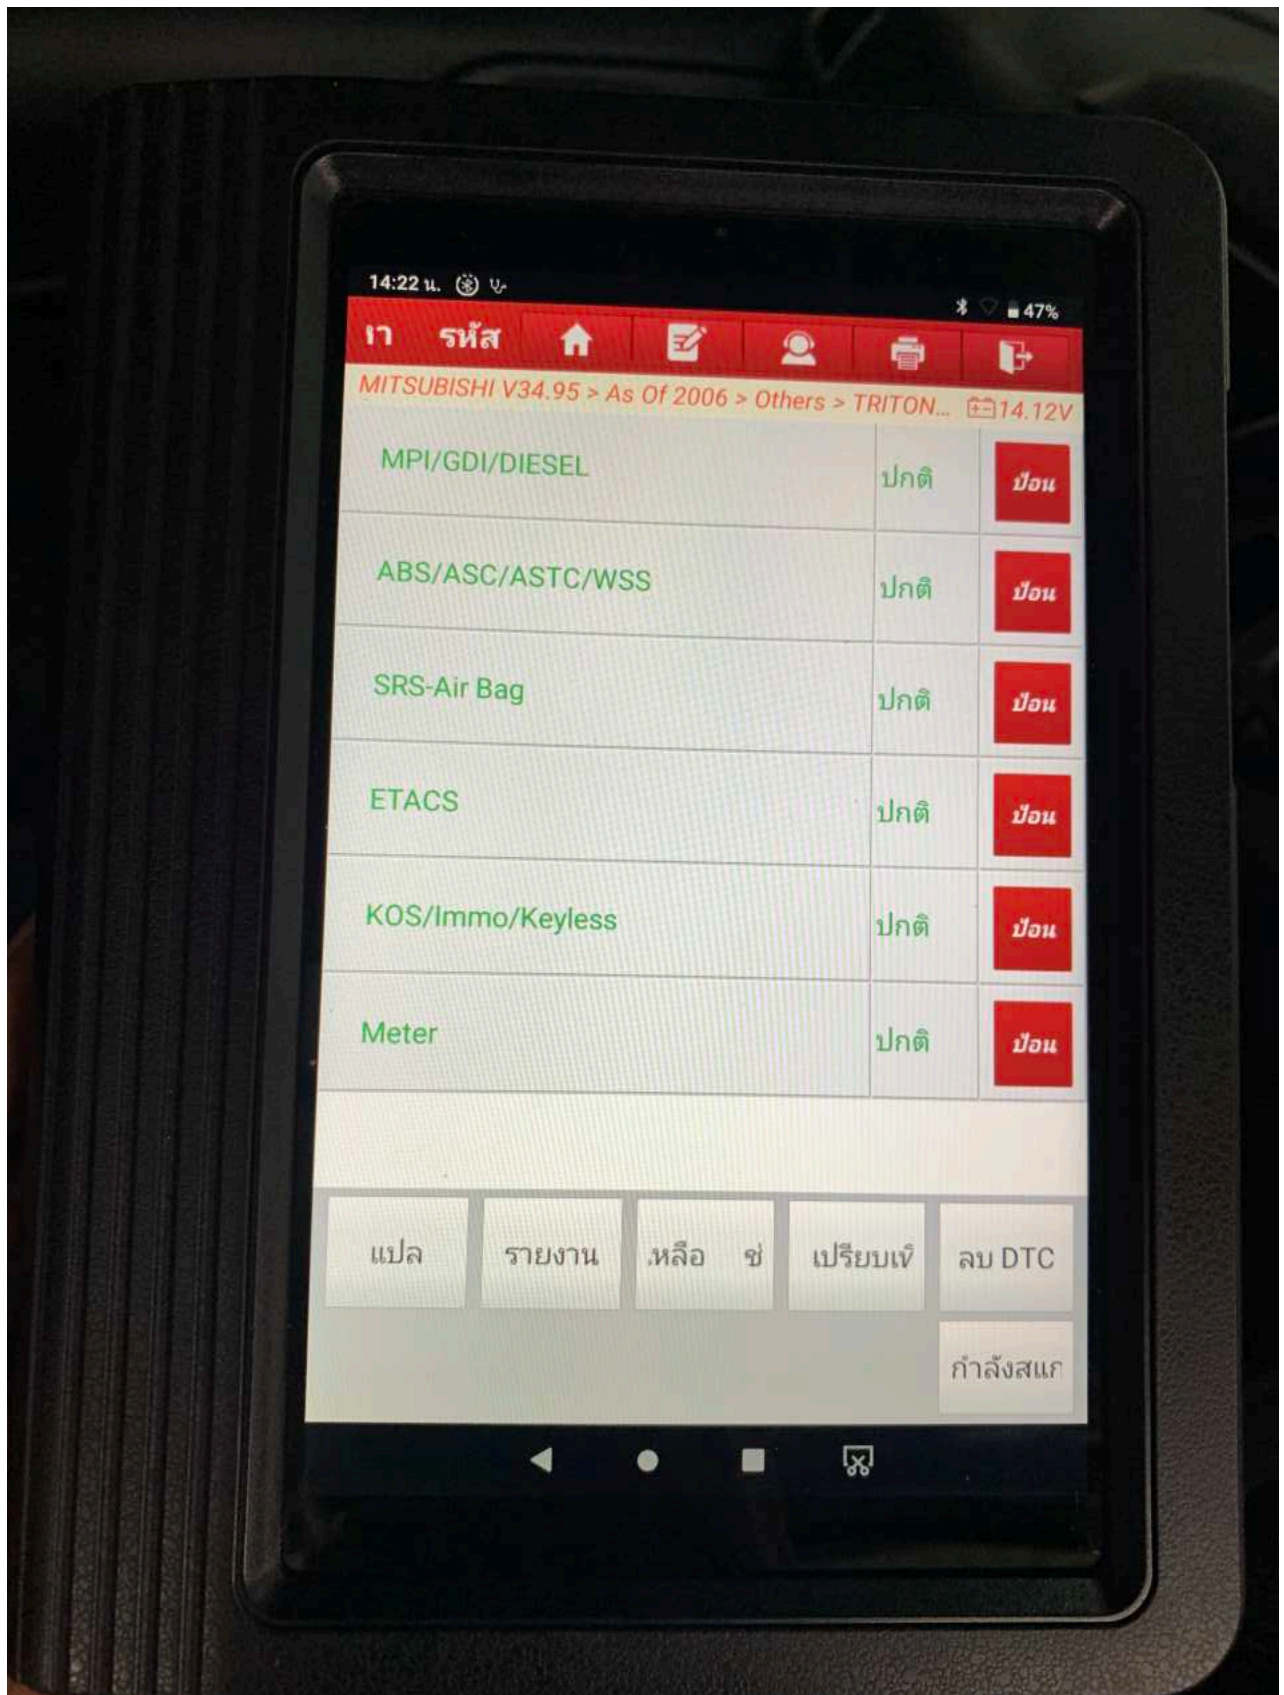 14:22 น.
47%
รหัส
MITSUBISHI V34.95 > As Of 2006 > Others > TRITON... 14.12V
MPI/GDI/DIESEL ปกติ ป้อน
ABS/ASC/ASTC/WSS ปกติ ป้อน
SRS-Air Bag ปกติ ป้อน
ETACS ปกติ ป้อน
KOS/Immo/Keyless ปกติ ป้อน
Meter ปกติ ป้อน
แปล รายงาน .หลือ ช่ เปรียบเที ลบ DTC
กำลังสแก